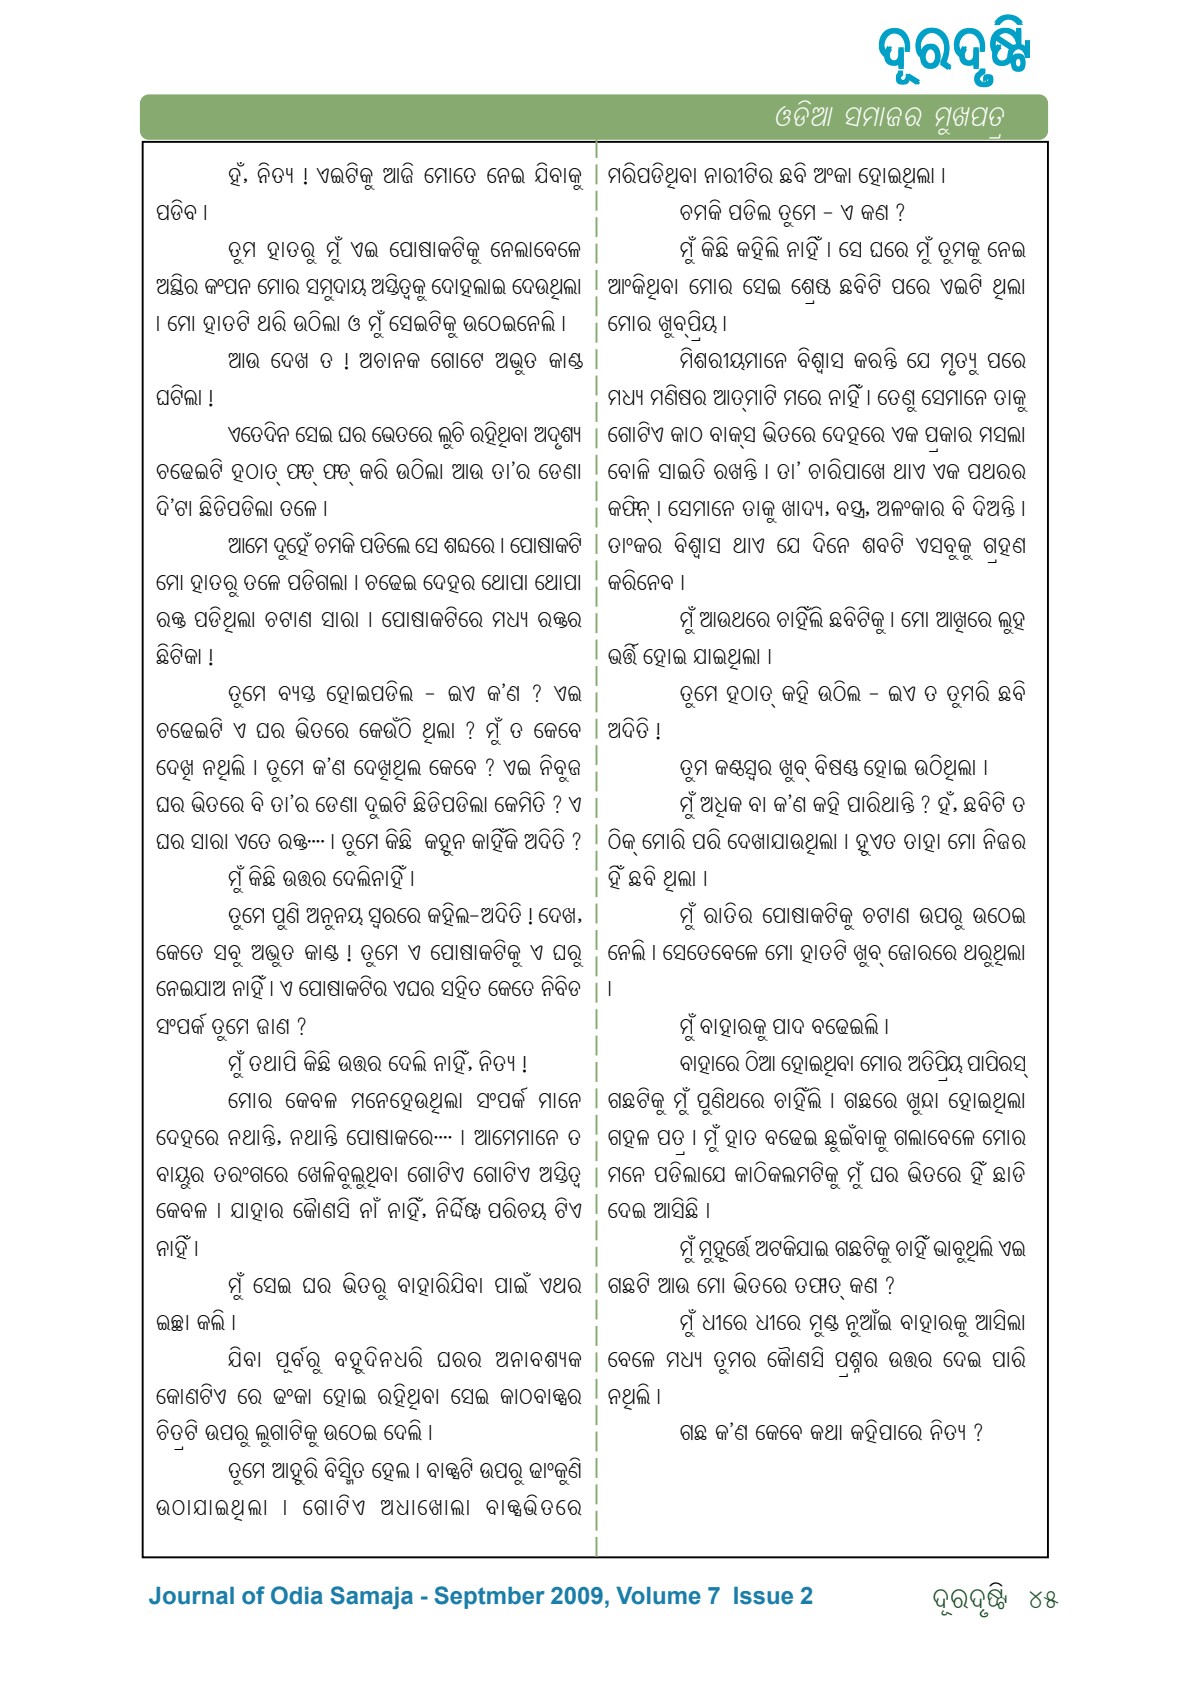 ଦୂରଦୃଷ୍ଟି
ଓଡିଆ ସମାଜର ମୁଖପତ୍ର
ହଁ, ନିତ୍ୟ ! ଏଇଟିକୁ ଆଜି ମୋତେ ନେଇ ଯିବାକୁ
ପଡିବ ।
ତୁମ ହାତରୁ ମୁଁ ଏଇ ପୋଷାକଟିକୁ ନେଲାବେଳେ
ଅସ୍ଥିର କଂପନ ମୋର ସମୁଦାୟ ଅସ୍ତିତ୍ୱକୁ ଦୋହଲାଇ ଦେଉଥିଲା
। ମୋ ହାତଟି ଥରି ଉଠିଲା ଓ ମୁଁ ସେଇଟିକୁ ଉଠେଇନେଲି ।
ଆଉ ଦେଖ ତ ! ଅଚାନକ ଗୋଟେ ଅଦ୍ଭୁତ କାଣ୍ଡ
ଘଟିଲା !
ଏତେଦିନ ସେଇ ଘର ଭେତରେ ଲୁଚି ରହିଥିବା ଅଦୃଶ୍ୟ
ଚଢେଇଟି ହଠାତ୍ ଫଡ୍ ଫଡ୍ କରି ଉଠିଲା ଆଉ ତା’ର ଡେଣା
ଦି’ଟା ଛିଡିପଡିଲା ତଳେ ।
ଆମେ ଦୁହେଁ ଚମକି ପଡିଲେ ସେ ଶବ୍ଦରେ । ପୋଷାକଟି
ମୋ ହାତରୁ ତଳେ ପଡିଗଲା । ଚଢେଇ ଦେହର ଥୋପା ଥୋପା
ରକ୍ତ ପଡିଥିଲା ଚଟାଣ ସାରା । ପୋଷାକଟିରେ ମଧ୍ୟ ରକ୍ତର
ଛିଟିକା !
ତୁମେ ବ୍ୟସ୍ତ ହୋଇପଡିଲ – ଇଏ କ’ଣ ? ଏଇ
ଚଢେଇଟି ଏ ଘର ଭିତରେ କେଉଁଠି ଥିଲା ? ମୁଁ ତ କେବେ
ଦେଖି ନଥିଲି । ତୁମେ କ’ଣ ଦେଖିଥିଲ କେବେ ? ଏଇ ନିବୁଜ
ଘର ଭିତରେ ବି ତା’ର ଡେଣା ଦୁଇଟି ଛିଡିପଡିଲା କେମିତି ? ଏ
ଘର ସାରା ଏତେ ରକ୍ତ···· । ତୁମେ କିଛି କହୁନ କାହିଁକି ଅଦିତି ?
ମୁଁ କିଛି ଉତ୍ତର ଦେଲିନାହିଁ ।
ତୁମେ ପୁଣି ଅନୁନୟ ସ୍ୱରରେ କହିଲ–ଅଦିତି ! ଦେଖ,
କେତେ ସବୁ ଅଦ୍ଭୁତ କାଣ୍ଡ ! ତୁମେ ଏ ପୋଷାକଟିକୁ ଏ ଘରୁ
ନେଇଯାଅ ନାହିଁ । ଏ ପୋଷାକଟିର ଏଘର ସହିତ କେତେ ନିବିଡ
ସଂପର୍କ ତୁମେ ଜାଣ ?
ମୁଁ ତଥାପି କିଛି ଉତ୍ତର ଦେଲି ନାହିଁ, ନିତ୍ୟ !
ମୋର କେବଳ ମନେହେଉଥିଲା ସଂପର୍କ ମାନେ
ଦେହରେ ନଥାନ୍ତି, ନଥାନ୍ତି ପୋଷାକରେ···· । ଆମେମାନେ ତ
ବାୟୁର ତରଂଗରେ ଖେଳିବୁଲୁଥିବା ଗୋଟିଏ ଗୋଟିଏ ଅସ୍ତିତ୍ୱ
କେବଳ । ଯାହାର କୌଣସି ନାଁ ନାହିଁ, ନିର୍ଦ୍ଦିଷ୍ଟ ପରିଚୟ ଟିଏ
ନାହିଁ ।
ମୁଁ ସେଇ ଘର ଭିତରୁ ବାହାରିଯିବା ପାଇଁ ଏଥର
ଇଚ୍ଛା କଲି ।
ଯିବା ପୂର୍ବରୁ ବହୁଦିନଧରି ଘରର ଅନାବଶ୍ୟକ
କୋଣଟିଏ ରେ ଢଂକା ହୋଇ ରହିଥିବା ସେଇ କାଠବାକ୍ସର
ଚିତ୍ରଟି ଉପରୁ ଲୁଗାଟିକୁ ଉଠେଇ ଦେଲି ।
ତୁମେ ଆହୁରି ବିସ୍ମିତ ହେଲ । ବାକ୍ସଟି ଉପରୁ ଢାଂକୁଣି
ଉଠାଯାଇଥିଲା । ଗୋଟିଏ ଅଧାଖୋଲା ବାକ୍ସଭିତରେ
ମରିପଡିଥିବା ନାରୀଟିର ଛବି ଅଂକା ହୋଇଥିଲା ।
ଚମକି ପଡିଲ ତୁମେ – ଏ କଣ ?
ମୁଁ କିଛି କହିଲି ନାହିଁ । ସେ ଘରେ ମୁଁ ତୁମକୁ ନେଇ
ଆଂକିଥିବା ମୋର ସେଇ ଶ୍ରେଷ୍ଠ ଛବିଟି ପରେ ଏଇଟି ଥିଲା
ମୋର ଖୁବ୍‌ପ୍ରିୟ ।
ମିଶରୀୟମାନେ ବିଶ୍ୱାସ କରନ୍ତି ଯେ ମୃତ୍ୟୁ ପରେ
ମଧ୍ୟ ମଣିଷର ଆତ୍ମାଟି ମରେ ନାହିଁ । ତେଣୁ ସେମାନେ ତାକୁ
ଗୋଟିଏ କାଠ ବାକ୍‌ସ ଭିତରେ ଦେହରେ ଏକ ପ୍ରକାର ମସଲା
ବୋଳି ସାଇତି ରଖନ୍ତି । ତା’ ଚାରିପାଖେ ଥାଏ ଏକ ପଥରର
କଫିନ୍ । ସେମାନେ ତାକୁ ଖାଦ୍ୟ, ବସ୍ତ୍ର, ଅଳଂକାର ବି ଦିଅନ୍ତି ।
ତାଂକର ବିଶ୍ୱାସ ଥାଏ ଯେ ଦିନେ ଶବଟି ଏସବୁକୁ ଗ୍ରହଣ
କରିନେବ ।
ମୁଁ ଆଉଥରେ ଚାହିଁଲି ଛବିଟିକୁ । ମୋ ଆଖିରେ ଲୁହ
ଭର୍ତ୍ତି ହୋଇ ଯାଇଥିଲା ।
ତୁମେ ହଠାତ୍ କହି ଉଠିଲ – ଇଏ ତ ତୁମରି ଛବି
ଅଦିତି !
ତୁମ କଣ୍ଠସ୍ୱର ଖୁବ୍ ବିଷଣ୍ଣ ହୋଇ ଉଠିଥିଲା ।
ମୁଁ ଅଧିକ ବା କ’ଣ କହି ପାରିଥାନ୍ତି ? ହଁ, ଛବିଟି ତ
ଠିକ୍ ମୋରି ପରି ଦେଖାଯାଉଥିଲା । ହୁଏତ ତାହା ମୋ ନିଜର
ହିଁ ଛବି ଥିଲା ।
ମୁଁ ରାତିର ପୋଷାକଟିକୁ ଚଟାଣ ଉପରୁ ଉଠେଇ
ନେଲି । ସେତେବେଳେ ମୋ ହାତଟି ଖୁବ୍ ଜୋରରେ ଥରୁଥିଲା
।
ମୁଁ ବାହାରକୁ ପାଦ ବଢେଇଲି ।
ବାହାରେ ଠିଆ ହୋଇଥିବା ମୋର ଅତିପ୍ରିୟ ପାପିରସ୍
ଗଛଟିକୁ ମୁଁ ପୁଣିଥରେ ଚାହିଁଲି । ଗଛରେ ଖୁନ୍ଦା ହୋଇଥିଲା
ଗହଳ ପତ୍ର । ମୁଁ ହାତ ବଢେଇ ଛୁଇଁବାକୁ ଗଲାବେଳେ ମୋର
ମନେ ପଡିଲାଯେ କାଠିକଲମଟିକୁ ମୁଁ ଘର ଭିତରେ ହିଁ ଛାଡି
ଦେଇ ଆସିଛି ।
ମୁଁ ମୁହୂର୍ତ୍ତେ ଅଟକିଯାଇ ଗଛଟିକୁ ଚାହିଁ ଭାବୁଥିଲି ଏଇ
ଗଛଟି ଆଉ ମୋ ଭିତରେ ତଫାତ୍ କଣ ?
ମୁଁ ଧୀରେ ଧୀରେ ମୁଣ୍ଡ ନୁଆଁଇ ବାହାରକୁ ଆସିଲା
ବେଳେ ମଧ୍ୟ ତୁମର କୌଣସି ପ୍ରଶ୍ନର ଉତ୍ତର ଦେଇ ପାରି
ନଥିଲି ।
ଗଛ କ’ଣ କେବେ କଥା କହିପାରେ ନିତ୍ୟ ?
Journal of Odia Samaja - Septmber 2009, Volume 7 Issue 2
ଦୂରଦୃଷ୍ଟି ୪୫